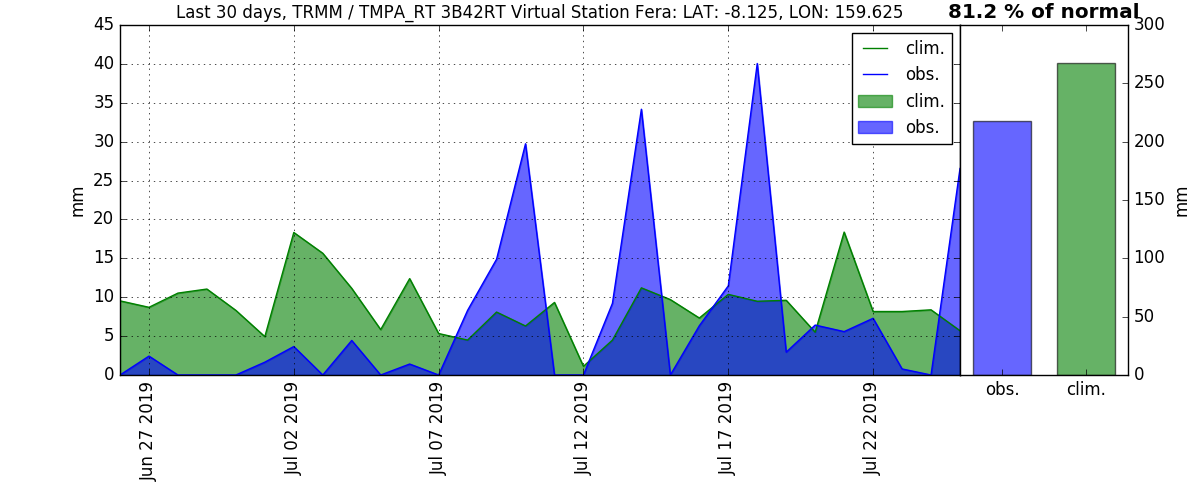 Last 30 days, TRMM / TMPA_RT 3B42RT Virtual Station Fera: LAT: -8.125, LON: 159.625
81.2 % of normal
45
40
35
30
25
20
15
10
5
0
mm
clim.
obs.
clim.
obs.
300
250
200
150
100
50
0
mm
obs.
clim.
Jun 27 2019
Jul 02 2019
Jul 07 2019
Jul 12 2019
Jul 17 2019
Jul 22 2019